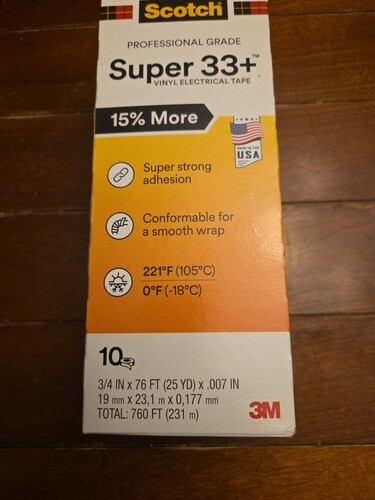 Scotch
PROFESSIONAL GRADE
Super 33+™
VINYL ELECTRICAL TAPE
15% More
MADE IN THE
USA
Super strong
adhesion
Conformable for
a smooth wrap
221°F (105°C)
0°F (-18°C)
10
3/4 IN x 76 FT (25 YD) x .007 IN
19 mm x 23,1 m x 0,177 mm
TOTAL: 760 FT (231 m)
3M